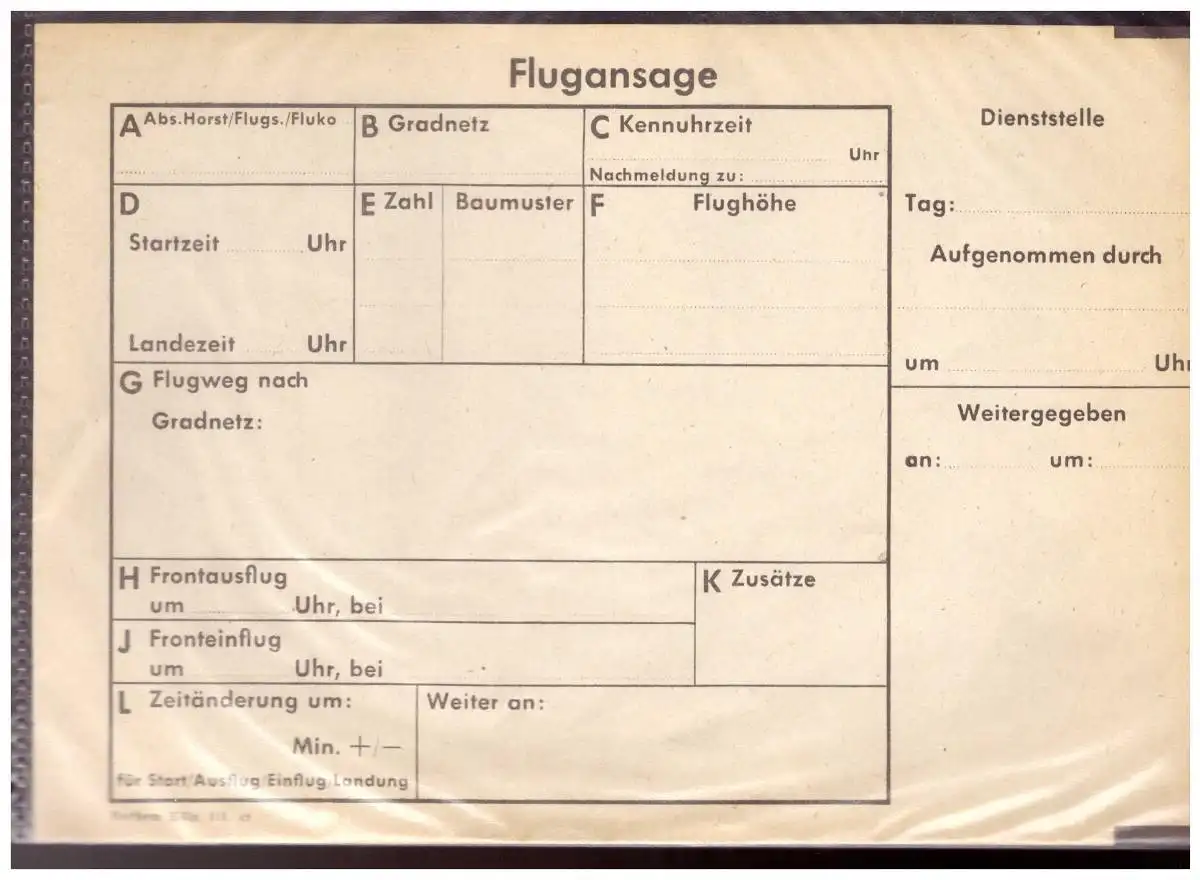 Flugansage
A Abs.Horst/Flugs./Fluko
B Gradnetz
C Kennuhrzeit
Uhr
Nachmeldung zu:
D
Startzeit Uhr
Landezeit Uhr
E Zahl Baumuster
F Flughöhe
G Flugweg nach
Gradnetz:
H Frontausflug
um Uhr, bei
J Fronteinflug
um Uhr, bei
K Zusätze
L Zeitänderung um:
Min. +/−
für Start/Ausflug/Einflug/Landung
Weiter an:
Dienststelle
Tag:
Aufgenommen durch
um Uhr
Weitergegeben
an: um: